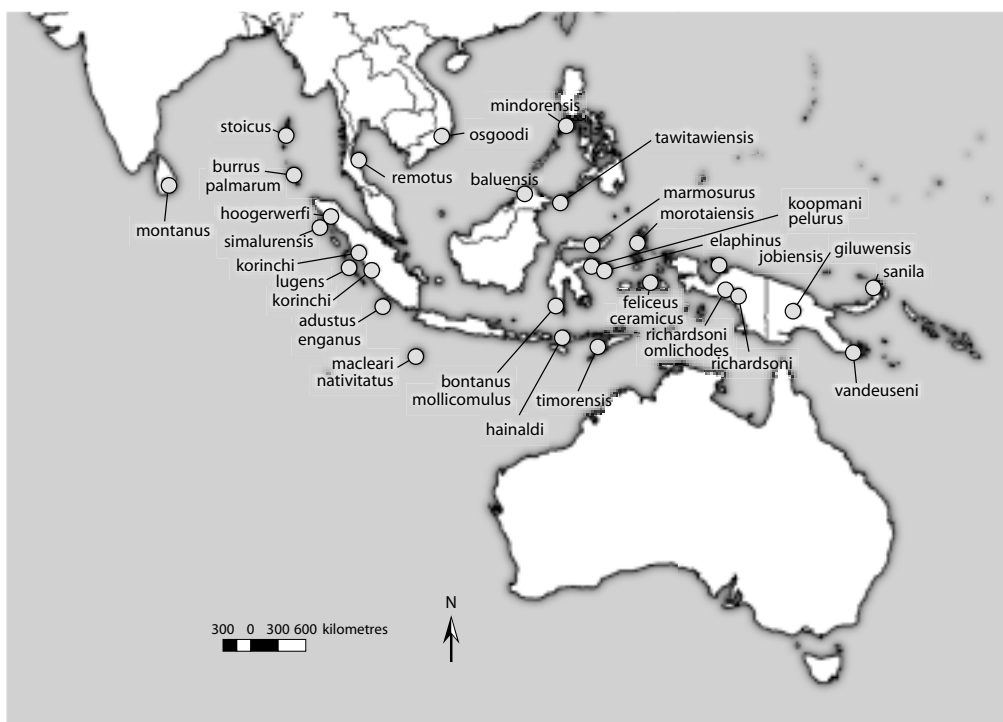 mindorensis
stoicus
osgoodi
tawitawiensis
burrus
palmarum
remotus
baluensis
marmosurus
koopmani
montanus
hoogerwerfi
morotaiensis
pelurus
simalurensis
elaphinus
giluwensis
korinchi
jobiensis
sanila
lugens
korinchi
feliceus
ceramicus
adustus
enganus
richardsoni
omlichodes
richardsoni
macleari
nativitatus
bontanus
mollicomulus
timorensis
vandeuseni
hainaldi
N
300 0 300 600 kilometres